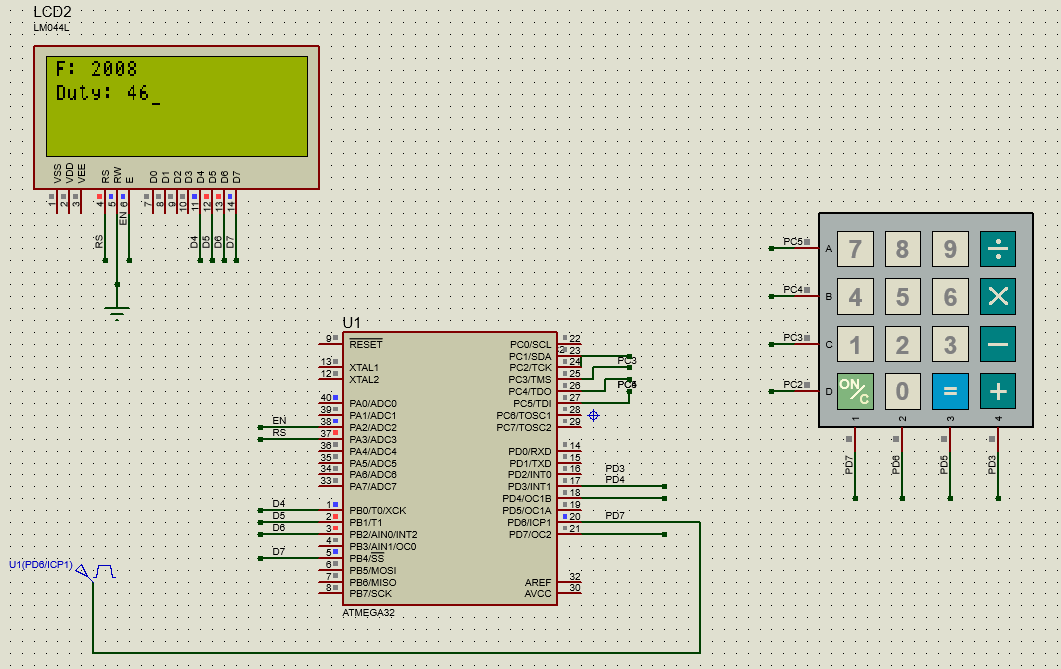 LCD2
LM044L
F: 2008
Duty: 46_
VSS VDD VEE RS RW E D0 D1 D2 D3 D4 D5 D6 D7
1 2 3 4 5 6 7 8 9 10 11 12 13 14
RS EN D4 D5 D6 D7
U1
9 RESET
13 XTAL1
12 XTAL2
40 PA0/ADC0
39 PA1/ADC1
EN 38 PA2/ADC2
RS 37 PA3/ADC3
36 PA4/ADC4
35 PA5/ADC5
34 PA6/ADC6
33 PA7/ADC7
D4 1 PB0/T0/XCK
D5 2 PB1/T1
D6 3 PB2/AIN0/INT2
4 PB3/AIN1/OC0
D7 5 PB4/SS
6 PB5/MOSI
7 PB6/MISO
8 PB7/SCK
PC0/SCL 22
PC1/SDA 23
PC2/TCK 24 PC3
PC3/TMS 25
PC4/TDO 26
PC5/TDI 27
PC6/TOSC1 28
PC7/TOSC2 29
PD0/RXD 14
PD1/TXD 15
PD2/INT0 16 PD3
PD3/INT1 17 PD4
PD4/OC1B 18
PD5/OC1A 19
PD6/ICP1 20 PD7
PD7/OC2 21
AREF 32
AVCC 30
ATMEGA32
U1(PD6/ICP1)
PC5 A 7 8 9 ÷
PC4 B 4 5 6 ×
PC3 C 1 2 3 −
PC2 D ON/C 0 = +
1 2 3 4
PD7 PD6 PD5 PD3